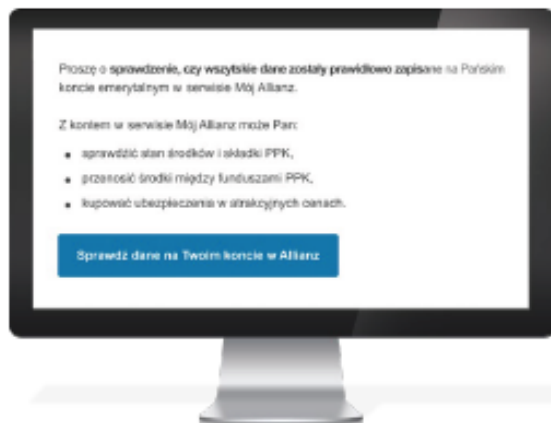 Proszę o sprawdzenie, czy wszytskie dane zostały prawidłowo zapisane na Pańskim
koncie emerytalnym w serwisie Mój Allianz.
Z kontem w serwisie Mój Allianz może Pan:
sprawdzić stan środków i składki PPK,
przenosić środki między funduszami PPK,
kupować ubezpieczenia w atrakcyjnych cenach.
Sprawdź dane na Twoim koncie w Allianz